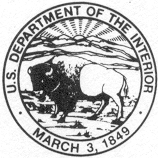 U.S. DEPARTMENT OF THE INTERIOR
MARCH 3, 1849